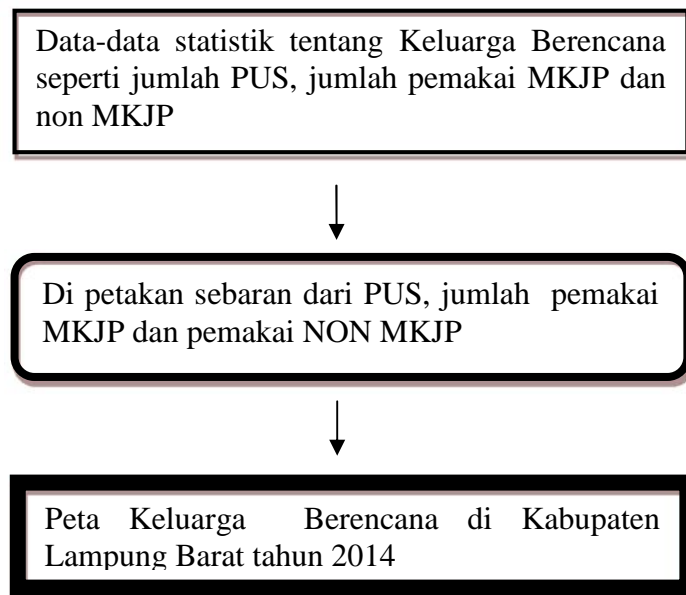 Data-data statistik tentang Keluarga Berencana
seperti jumlah PUS, jumlah pemakai MKJP dan
non MKJP
Di petakan sebaran dari PUS, jumlah pemakai
MKJP dan pemakai NON MKJP
Peta Keluarga Berencana di Kabupaten
Lampung Barat tahun 2014